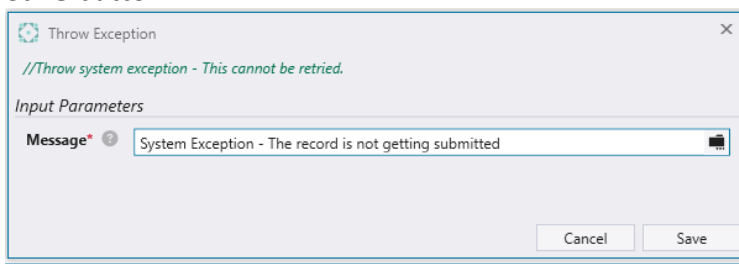 Throw Exception
//Throw system exception - This cannot be retried.
Input Parameters
Message* ?
System Exception - The record is not getting submitted
Cancel Save